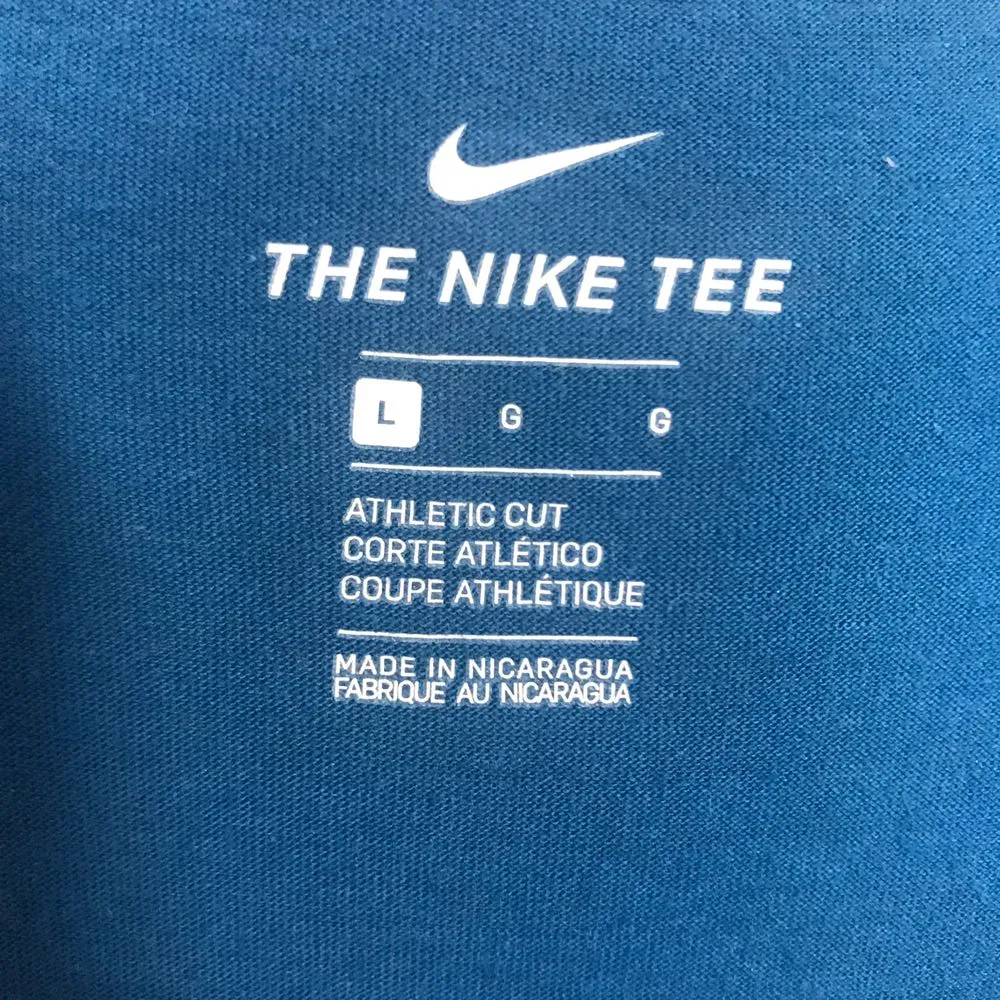 THE NIKE TEE
L G G
ATHLETIC CUT
CORTE ATLÉTICO
COUPE ATHLÉTIQUE
MADE IN NICARAGUA
FABRIQUE AU NICARAGUA